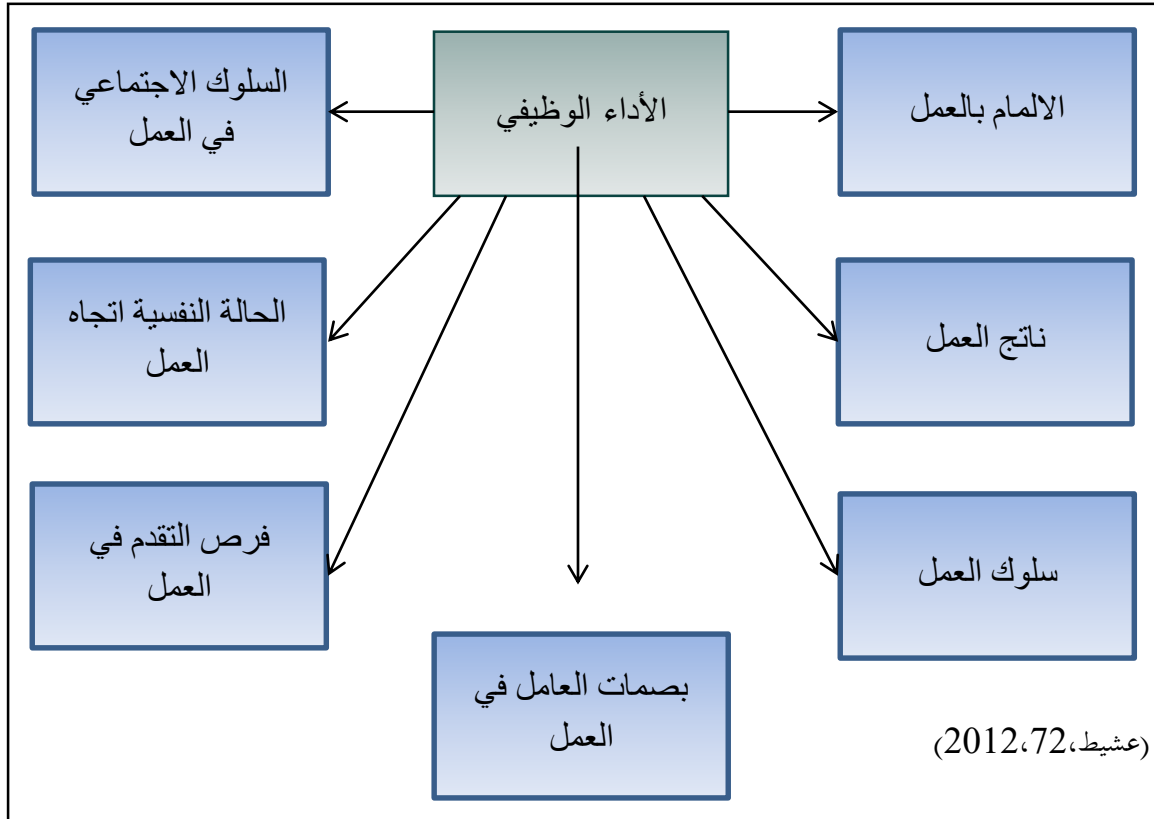 الأداء الوظيفي
الالمام بالعمل
السلوك الاجتماعي
في العمل
ناتج العمل
الحالة النفسية اتجاه
العمل
سلوك العمل
فرص التقدم في
العمل
بصمات العامل في
العمل
(عشيط،2012،72)